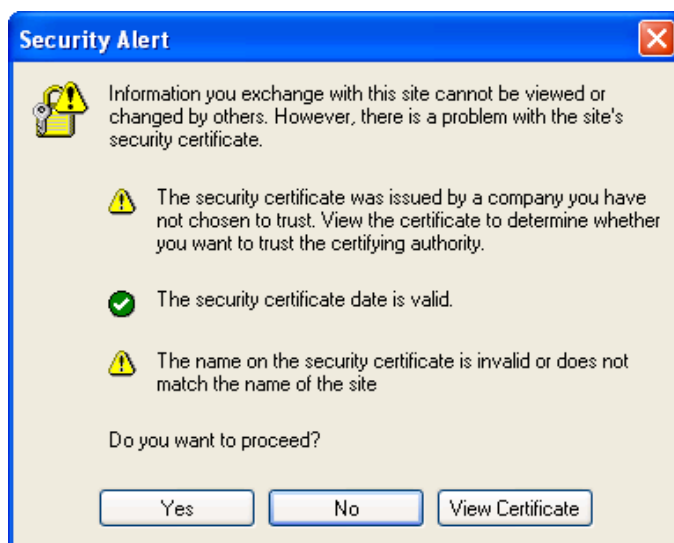 Security Alert
Information you exchange with this site cannot be viewed or
changed by others. However, there is a problem with the site's
security certificate.
The security certificate was issued by a company you have
not chosen to trust. View the certificate to determine whether
you want to trust the certifying authority.
The security certificate date is valid.
The name on the security certificate is invalid or does not
match the name of the site
Do you want to proceed?
Yes
No
View Certificate